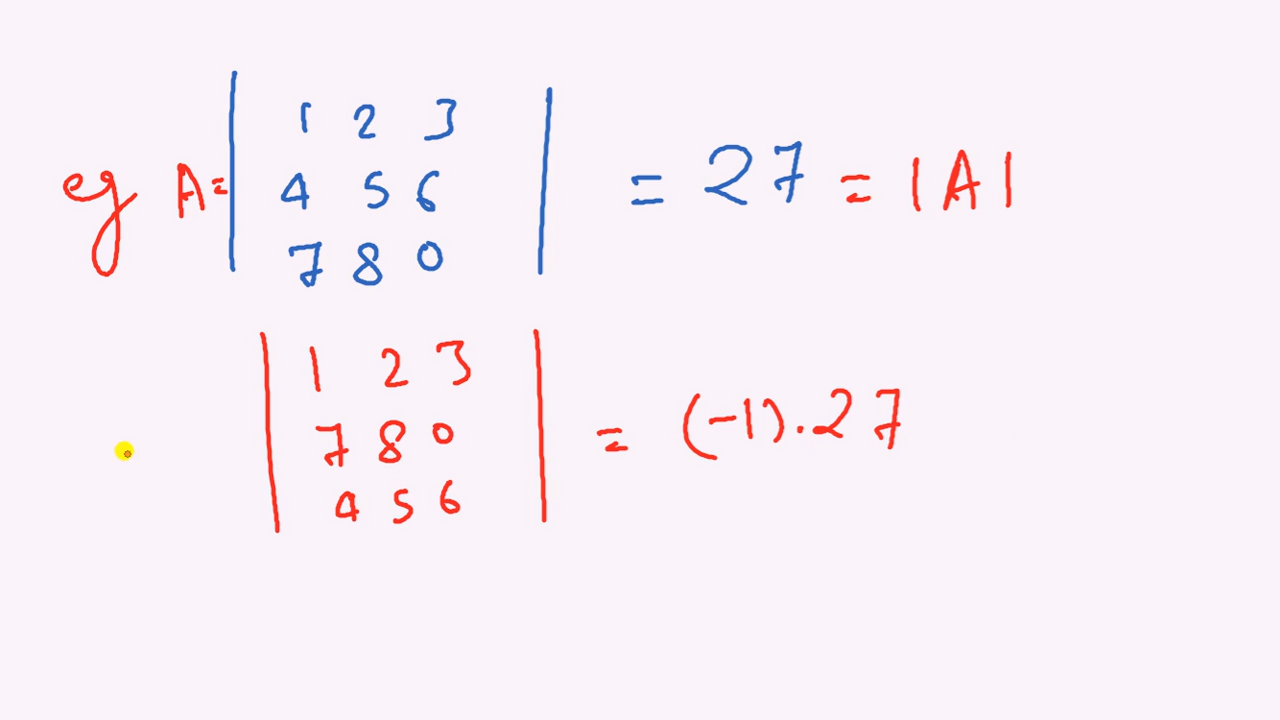 1 2 3
eg A= 4 5 6 = 27 = |A|
7 8 0
1 2 3
7 8 0 = (-1).27
4 5 6